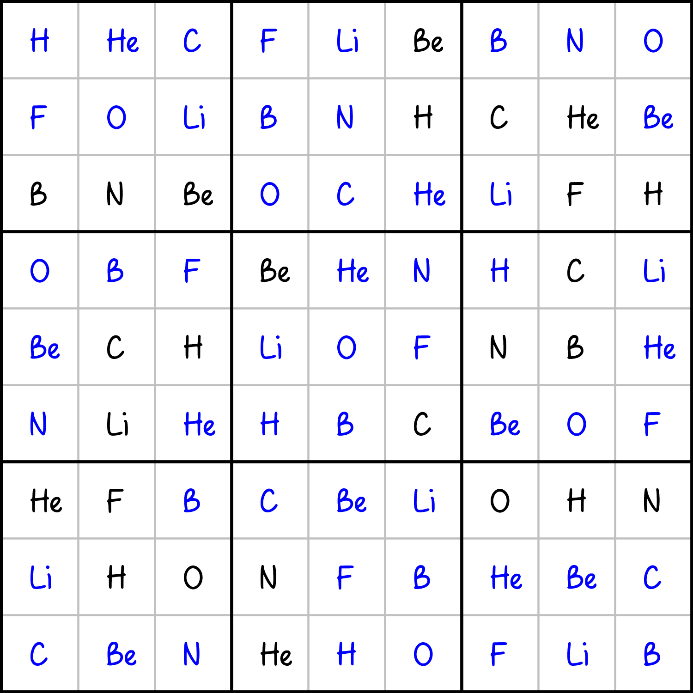 H He C F Li Be B N O
F O Li B N H C He Be
B N Be O C He Li F H
O B F Be He N H C Li
Be C H Li O F N B He
N Li He H B C Be O F
He F B C Be Li O H N
Li H O N F B He Be C
C Be N He H O F Li B